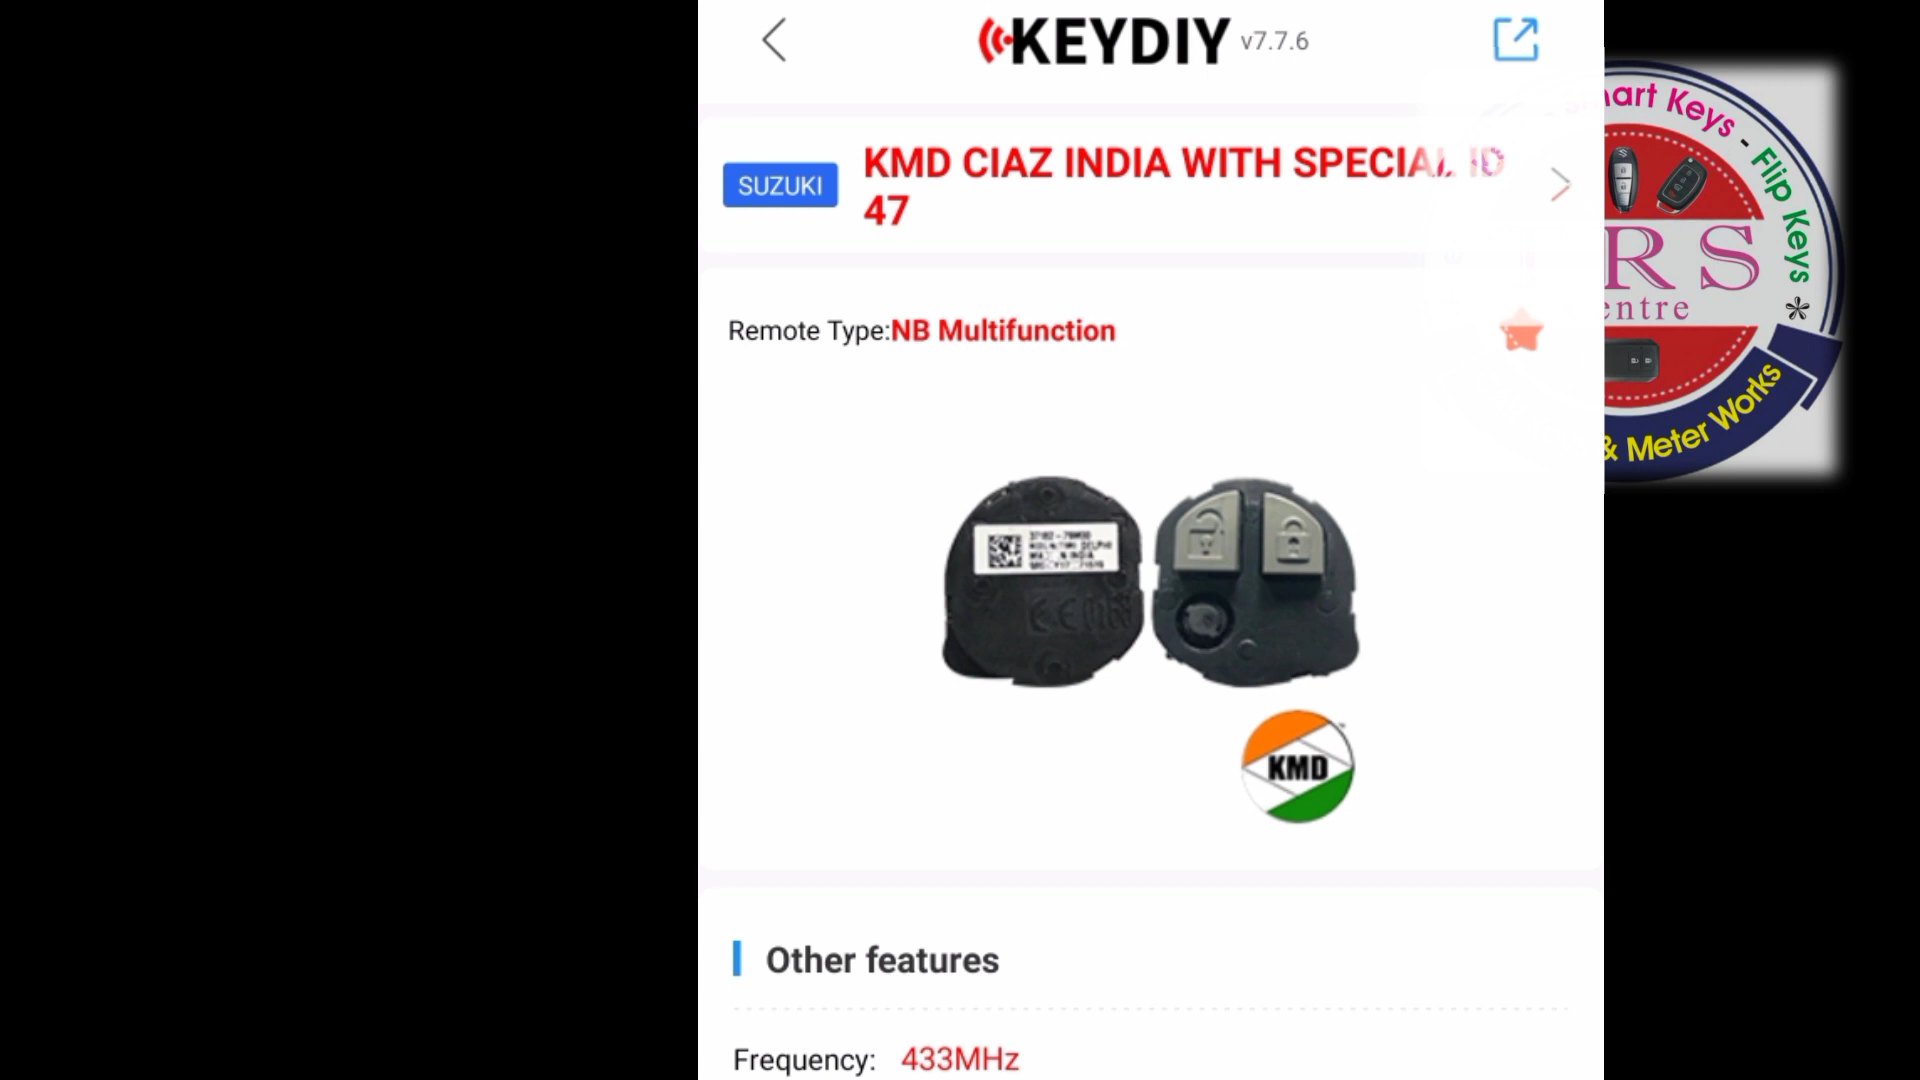 KEYDIY v7.7.6
SUZUKI
KMD CIAZ INDIA WITH SPECIAL ID
47
Remote Type:NB Multifunction
KMD
Other features
Frequency: 433MHz
art Keys - Flip Keys *
RS
entre
& Meter Works